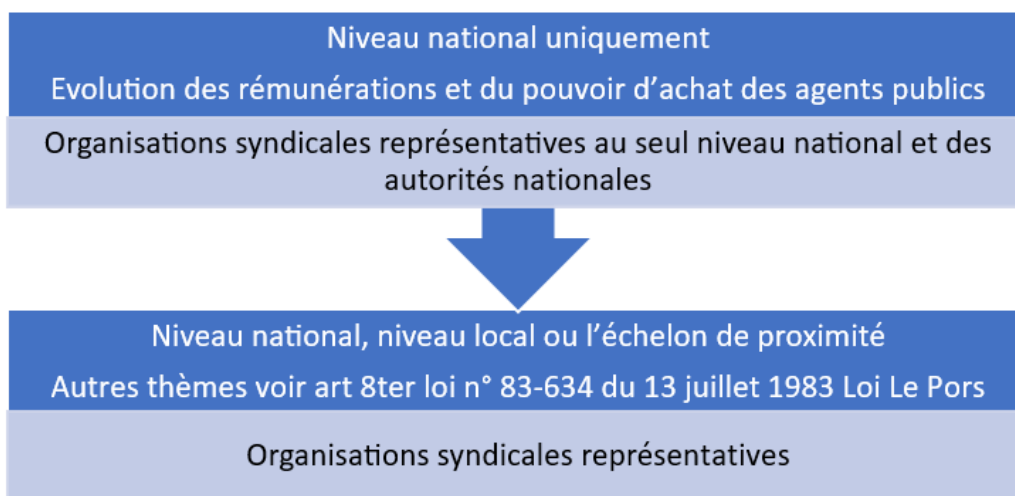 Niveau national uniquement
Evolution des rémunérations et du pouvoir d’achat des agents publics
Organisations syndicales représentatives au seul niveau national et des
autorités nationales
Niveau national, niveau local ou l’échelon de proximité
Autres thèmes voir art 8ter loi n° 83-634 du 13 juillet 1983 Loi Le Pors
Organisations syndicales représentatives